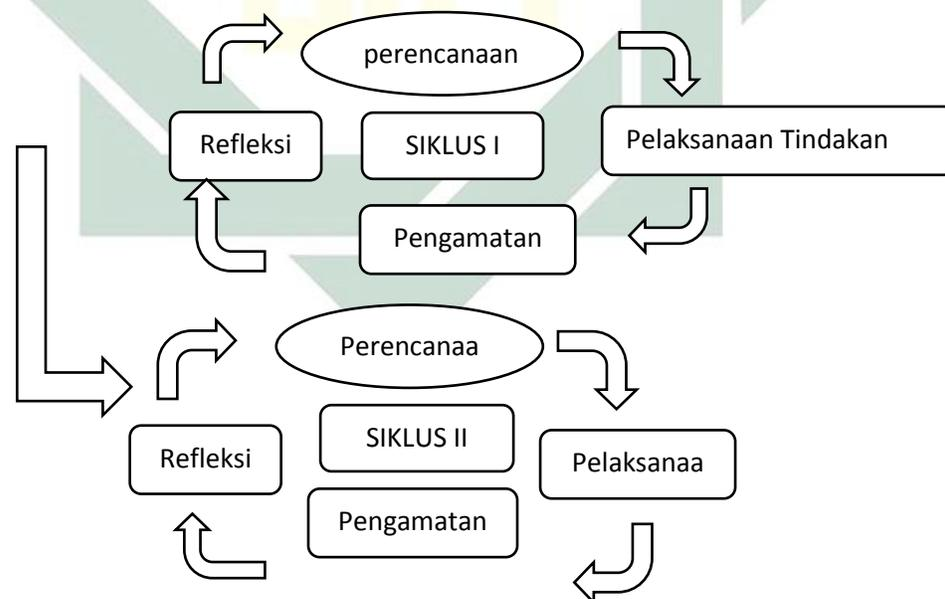 perencanaan
Refleksi
SIKLUS I
Pelaksanaan Tindakan
Pengamatan
Perencanaa
SIKLUS II
Refleksi
Pelaksanaa
Pengamatan